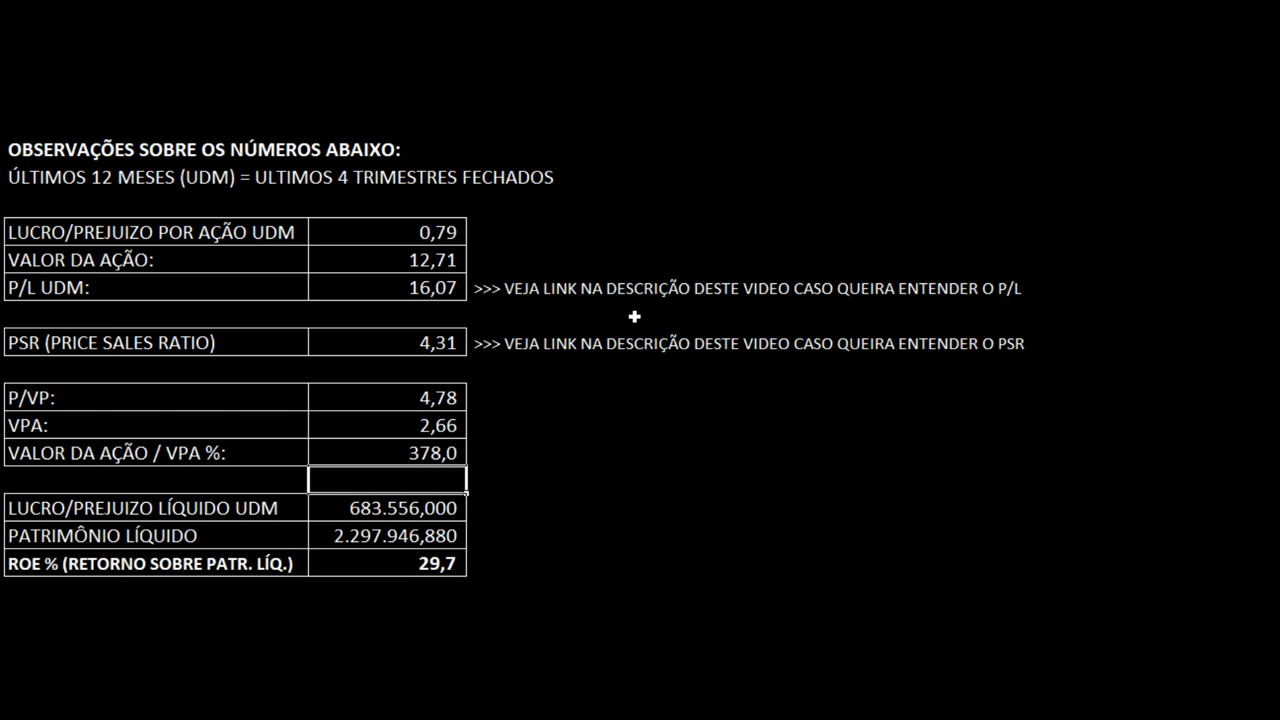 OBSERVAÇÕES SOBRE OS NÚMEROS ABAIXO:
ÚLTIMOS 12 MESES (UDM) = ULTIMOS 4 TRIMESTRES FECHADOS
LUCRO/PREJUIZO POR AÇÃO UDM 0,79
VALOR DA AÇÃO: 12,71
P/L UDM: 16,07 >>> VEJA LINK NA DESCRIÇÃO DESTE VIDEO CASO QUEIRA ENTENDER O P/L
PSR (PRICE SALES RATIO) 4,31 >>> VEJA LINK NA DESCRIÇÃO DESTE VIDEO CASO QUEIRA ENTENDER O PSR
P/VP: 4,78
VPA: 2,66
VALOR DA AÇÃO / VPA %: 378,0
LUCRO/PREJUIZO LÍQUIDO UDM 683.556,000
PATRIMÔNIO LÍQUIDO 2.297.946,880
ROE % (RETORNO SOBRE PATR. LÍQ.) 29,7